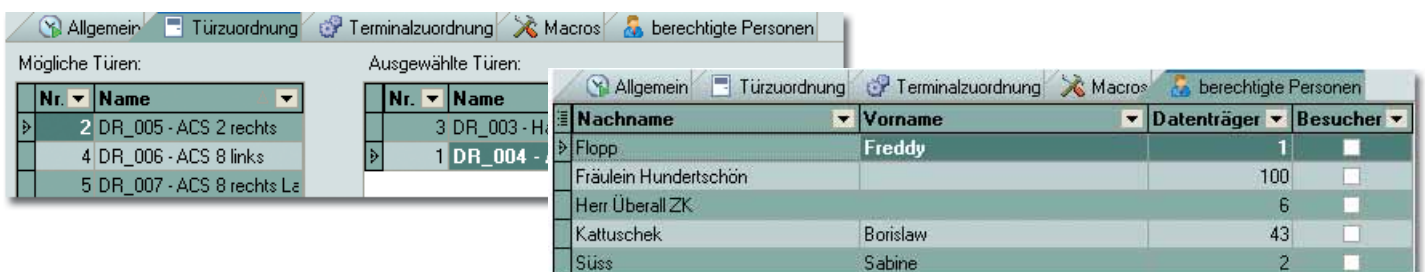 Allgemein Türzuordnung Terminalzuordnung Macros berechtigte Personen
Mögliche Türen: Ausgewählte Türen:
Nr. Name Nr. Name
2 DR_005 - ACS 2 rechts 3 DR_003 -
4 DR_006 - ACS 8 links 1 DR_004 -
5 DR_007 - ACS 8 rechts
Allgemein Türzuordnung Terminalzuordnung Macros berechtigte Personen
Nachname Vorname Datenträger Besucher
Flopp Freddy 1
Fräulein Hundertschön 100
Herr Überall ZK 6
Kattuschek Borislaw 43
Süss Sabine 2